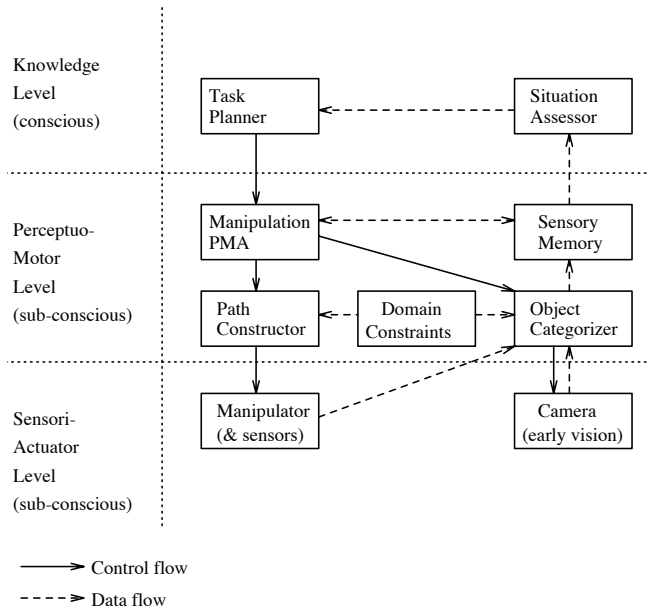 Knowledge
Level
(conscious)
Task
Planner
Situation
Assessor
Perceptuo-
Motor
Level
(sub-conscious)
Manipulation
PMA
Sensory
Memory
Path
Constructor
Domain
Constraints
Object
Categorizer
Sensori-
Actuator
Level
(sub-conscious)
Manipulator
(& sensors)
Camera
(early vision)
Control flow
Data flow